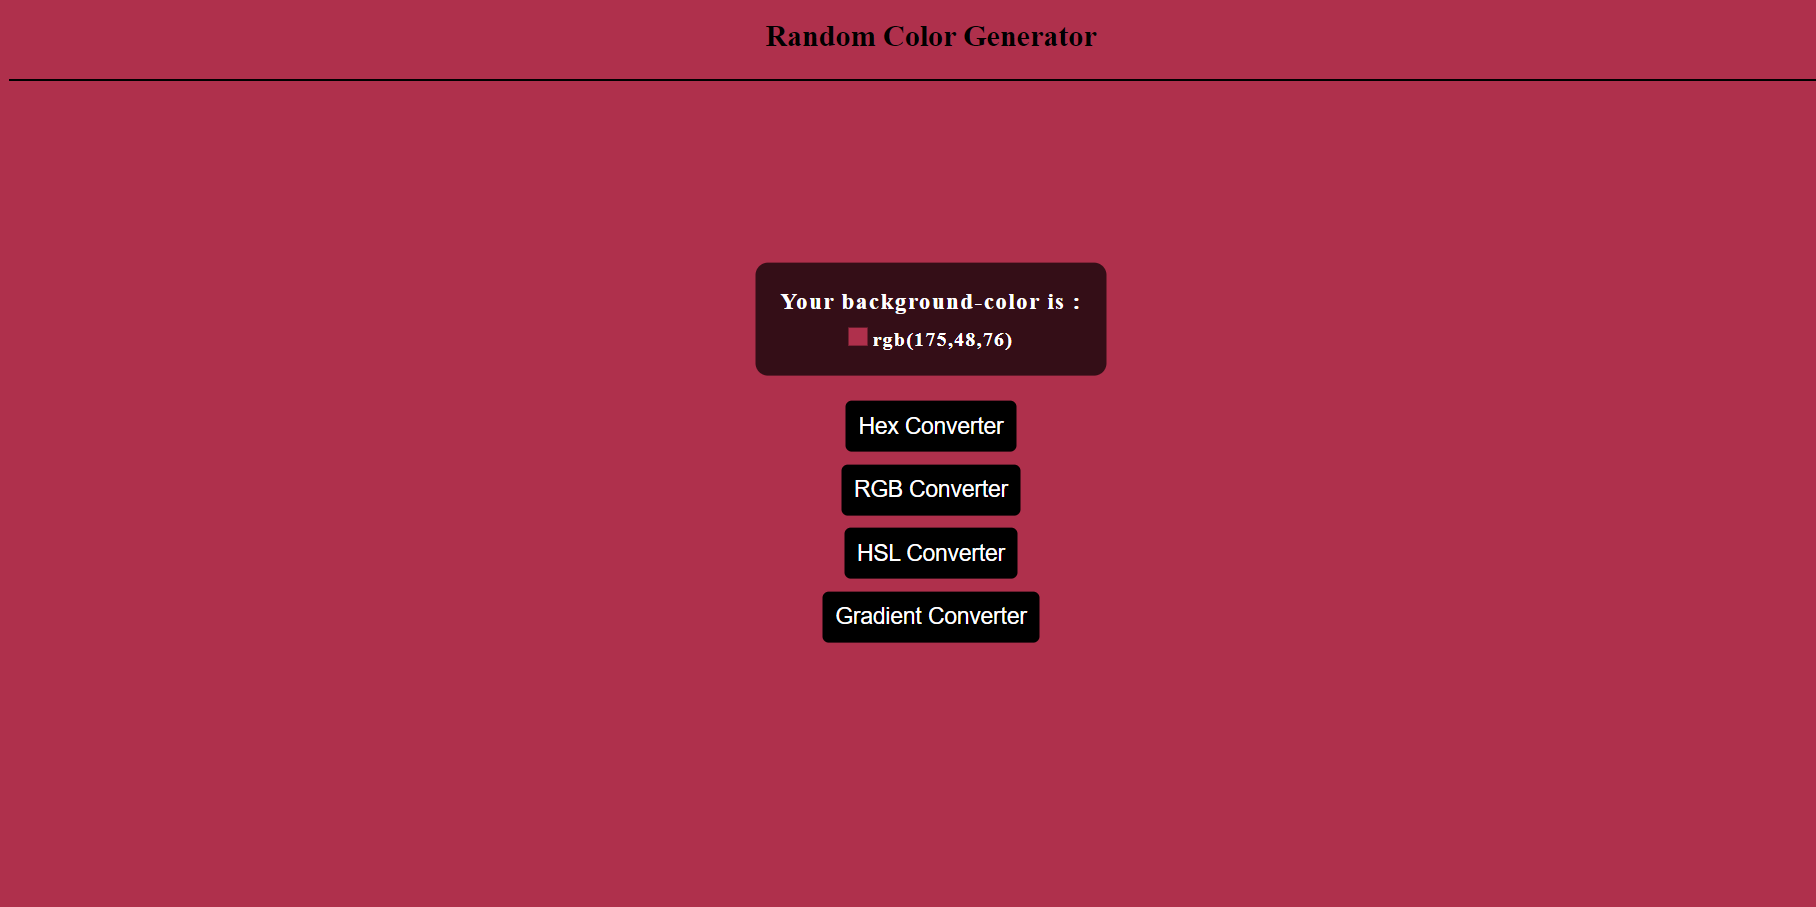 Random Color Generator
Your background-color is :
rgb(175,48,76)
Hex Converter
RGB Converter
HSL Converter
Gradient Converter